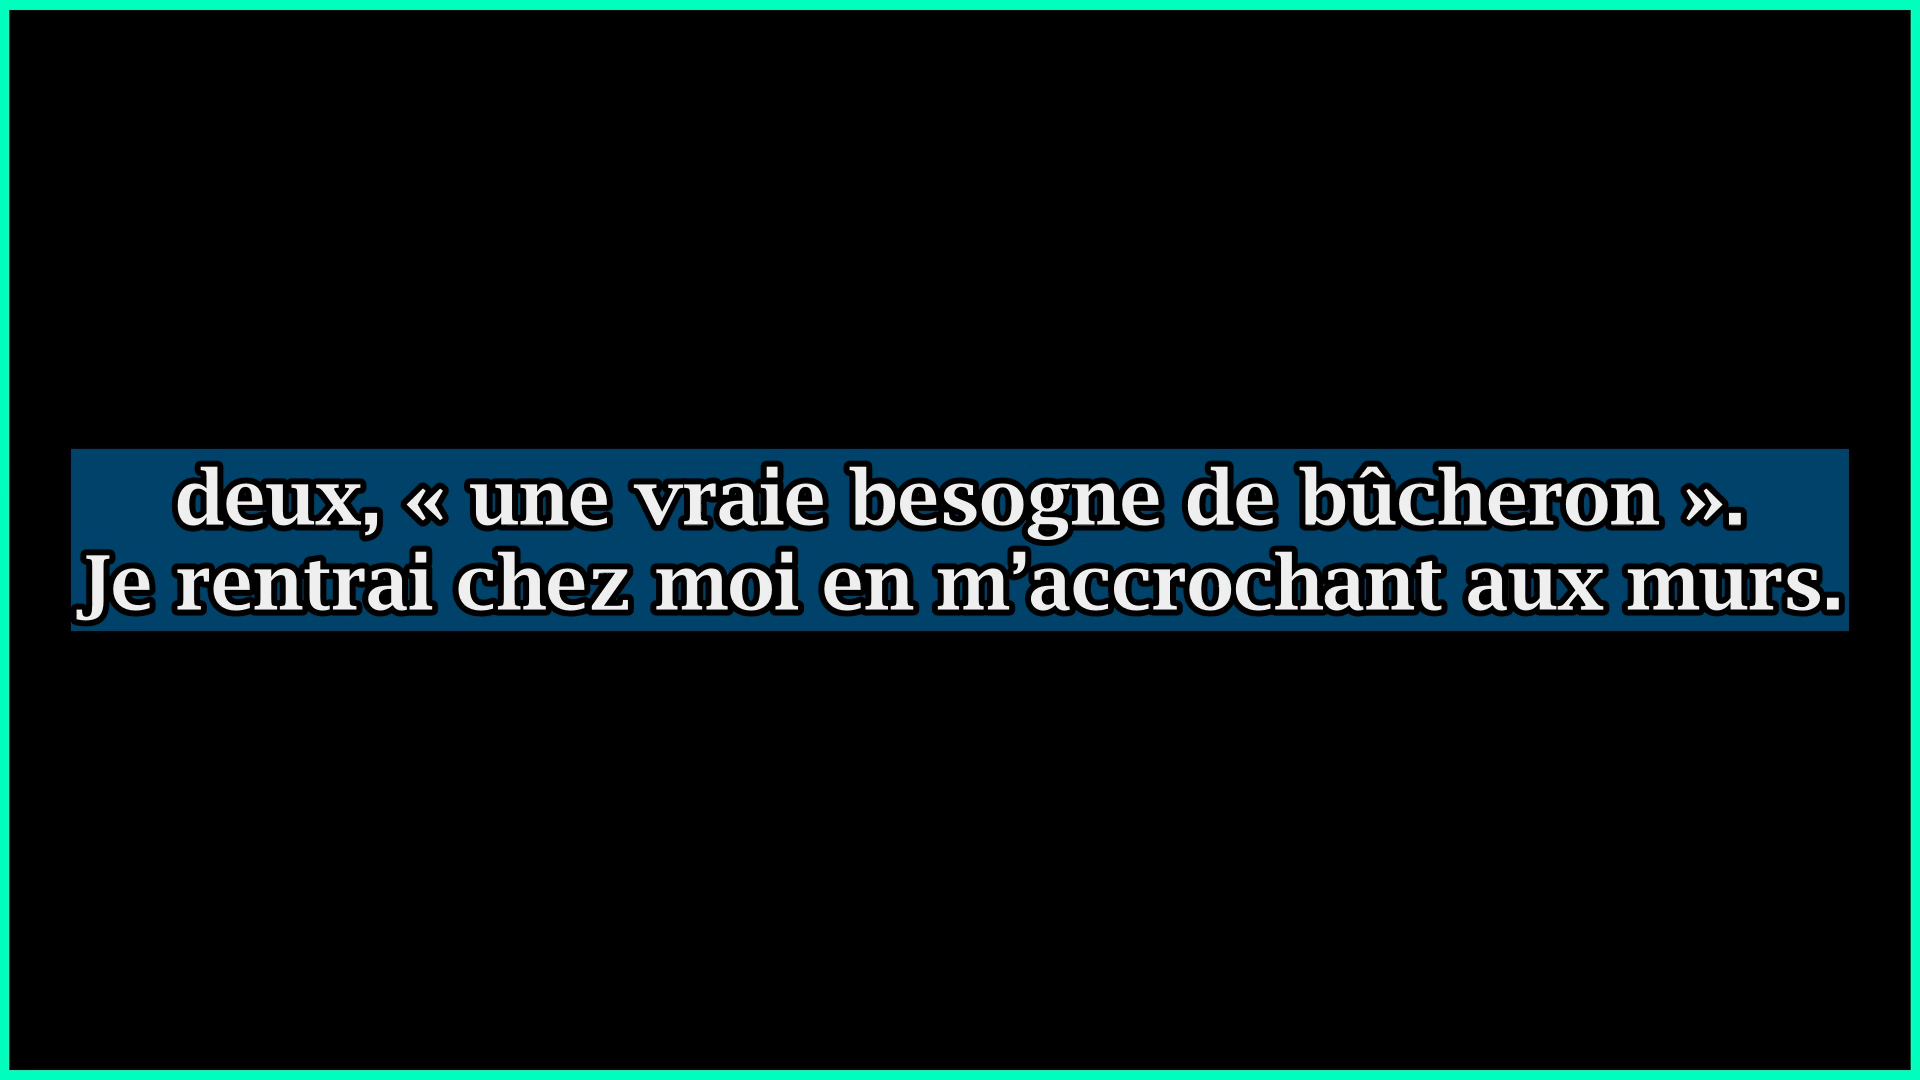 deux, « une vraie besogne de bûcheron ».
Je rentrai chez moi en m’accrochant aux murs.